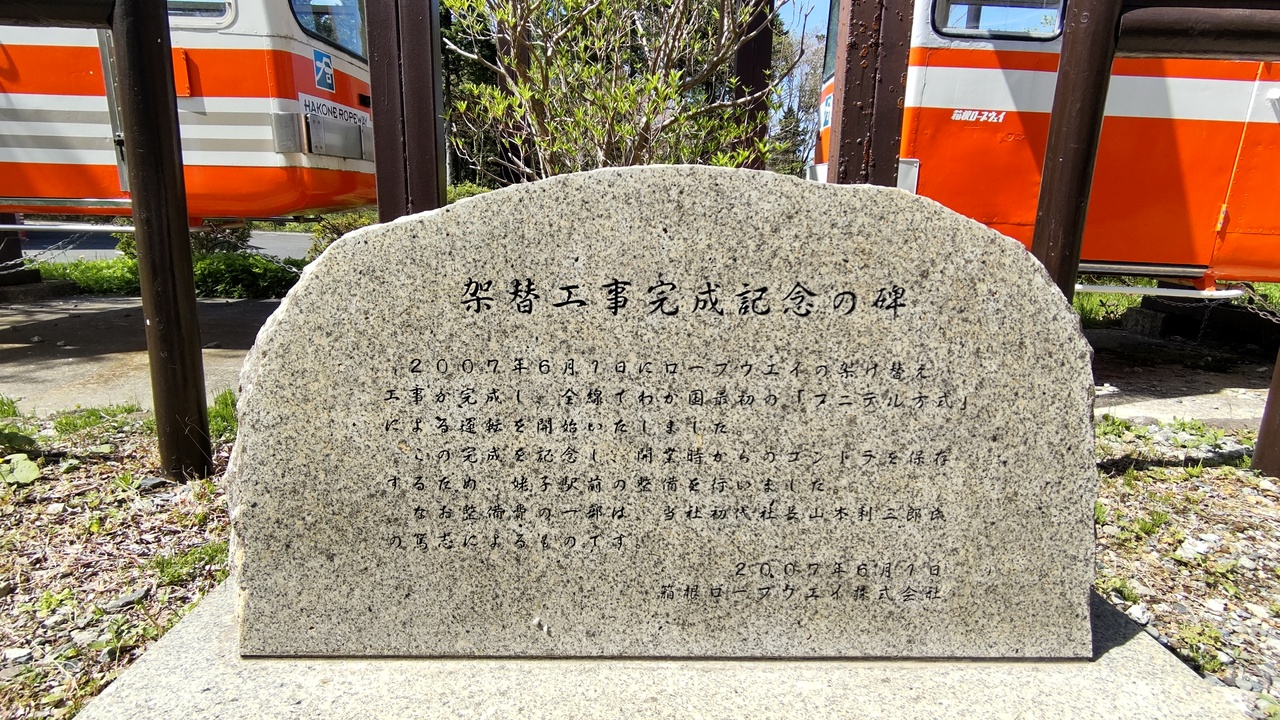 HAKONE ROPEWAY
箱根ロープウェイ
架替工事完成記念の碑
2007年6月1日にロープウエイの架け替え
工事が完成し、全線でわが国最初の「フニテル方式」
による運転を開始いたしました。
この完成を記念し、開業時からのゴンドラを保存
するため、姥子駅前の整備を行いました。
なお整備費の一部は、当社初代社長山本利三郎氏
の篤志によるものです。
2007年6月1日
箱根ロープウエイ株式会社